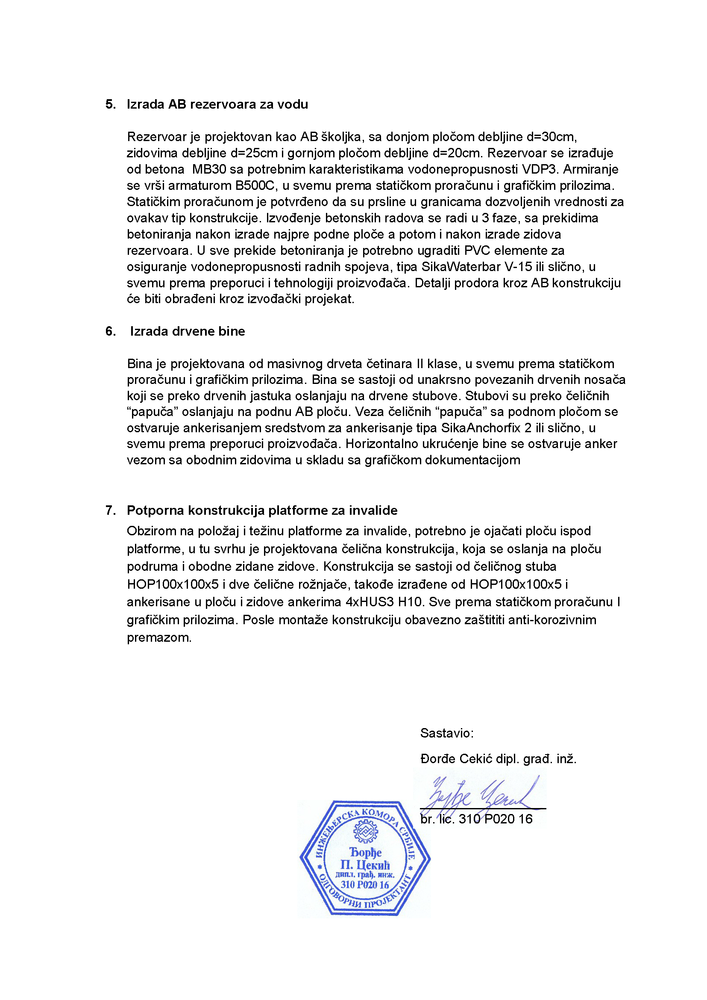 5. Izrada AB rezervoara za vodu
Rezervoar je projektovan kao AB školjka, sa donjom pločom debljine d=30cm,
zidovima debljine d=25cm i gornjom pločom debljine d=20cm. Rezervoar se izrađuje
od betona  MB30 sa potrebnim karakteristikama vodonepropusnosti VDP3. Armiranje
se vrši armaturom B500C, u svemu prema statičkom proračunu i grafičkim prilozima.
Statičkim proračunom je potvrđeno da su prsline u granicama dozvoljenih vrednosti za
ovakav tip konstrukcije. Izvođenje betonskih radova se radi u 3 faze, sa prekidima
betoniranja nakon izrade najpre podne ploče a potom i nakon izrade zidova
rezervoara. U sve prekide betoniranja je potrebno ugraditi PVC elemente za
osiguranje vodonepropusnosti radnih spojeva, tipa SikaWaterbar V-15 ili slično, u
svemu prema preporuci i tehnologiji proizvođača. Detalji prodora kroz AB konstrukciju
će biti obrađeni kroz izvođački projekat.
6. Izrada drvene bine
Bina je projektovana od masivnog drveta četinara II klase, u svemu prema statičkom
proračunu i grafičkim prilozima. Bina se sastoji od unakrsno povezanih drvenih nosača
koji se preko drvenih jastuka oslanjaju na drvene stubove. Stubovi su preko čeličnih
“papuča” oslanjaju na podnu AB ploču. Veza čeličnih “papuča” sa podnom pločom se
ostvaruje ankerisanjem sredstvom za ankerisanje tipa SikaAnchorfix 2 ili slično, u
svemu prema preporuci proizvođača. Horizontalno ukrućenje bine se ostvaruje anker
vezom sa obodnim zidovima u skladu sa grafičkom dokumentacijom
7. Potporna konstrukcija platforme za invalide
Obzirom na položaj i težinu platforme za invalide, potrebno je ojačati ploču ispod
platforme, u tu svrhu je projektovana čelična konstrukcija, koja se oslanja na ploču
podruma i obodne zidane zidove. Konstrukcija se sastoji od čeličnog stuba
HOP100x100x5 i dve čelične rožnjače, takođe izrađene od HOP100x100x5 i
ankerisane u ploču i zidove ankerima 4xHUS3 H10. Sve prema statičkom proračunu I
grafičkim prilozima. Posle montaže konstrukciju obavezno zaštititi anti-korozivnim
premazom.
Sastavio:
Đorđe Cekić dipl. građ. inž.
Ђорђе Цекић
br. lic. 310 P020 16
ИНЖЕЊЕРСКА КОМОРА СРБИЈЕ
Ђорђе
П. Цекић
дипл. грађ. инж.
310 P020 16
* ОДГОВОРНИ ПРОЈЕКТАНТ *